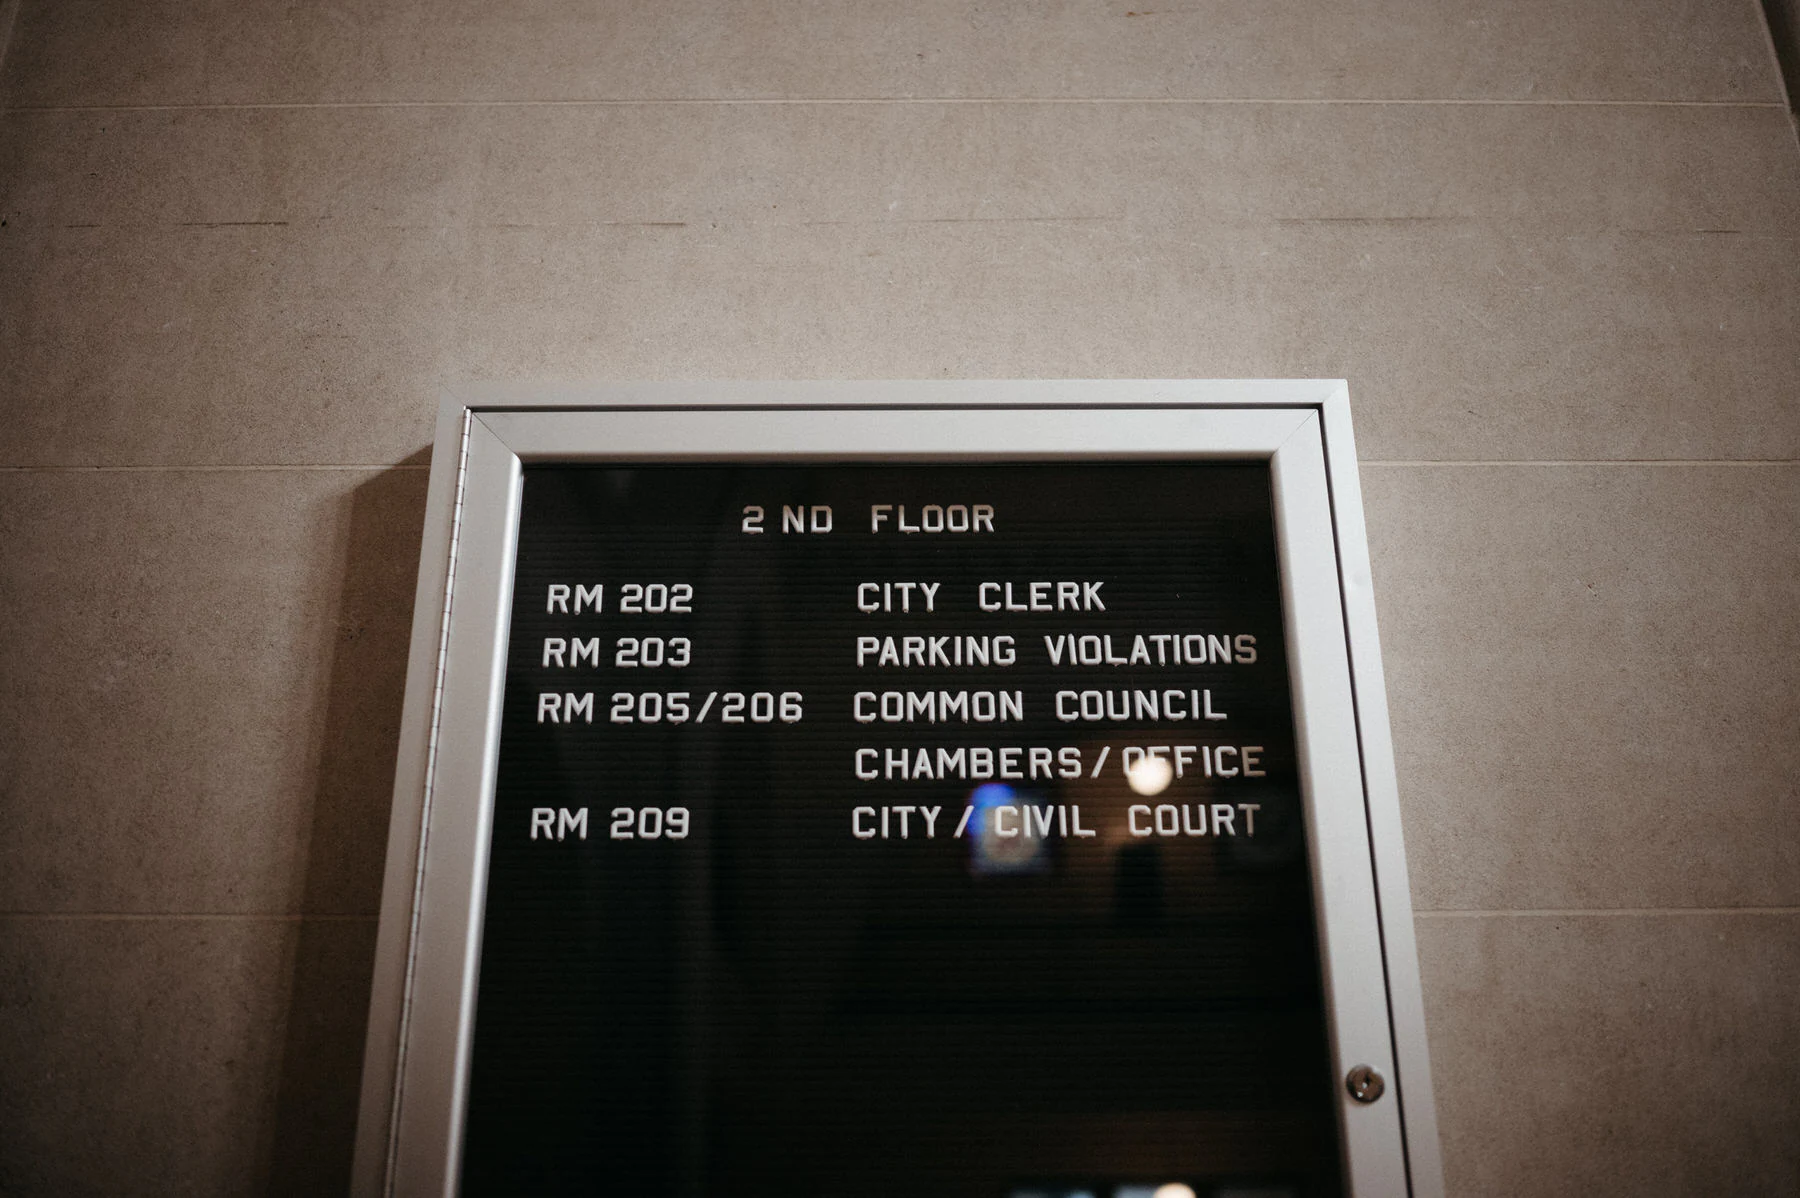 2 ND FLOOR
RM 202 CITY CLERK
RM 203 PARKING VIOLATIONS
RM 205/206 COMMON COUNCIL
CHAMBERS/OFFICE
RM 209 CITY/CIVIL COURT